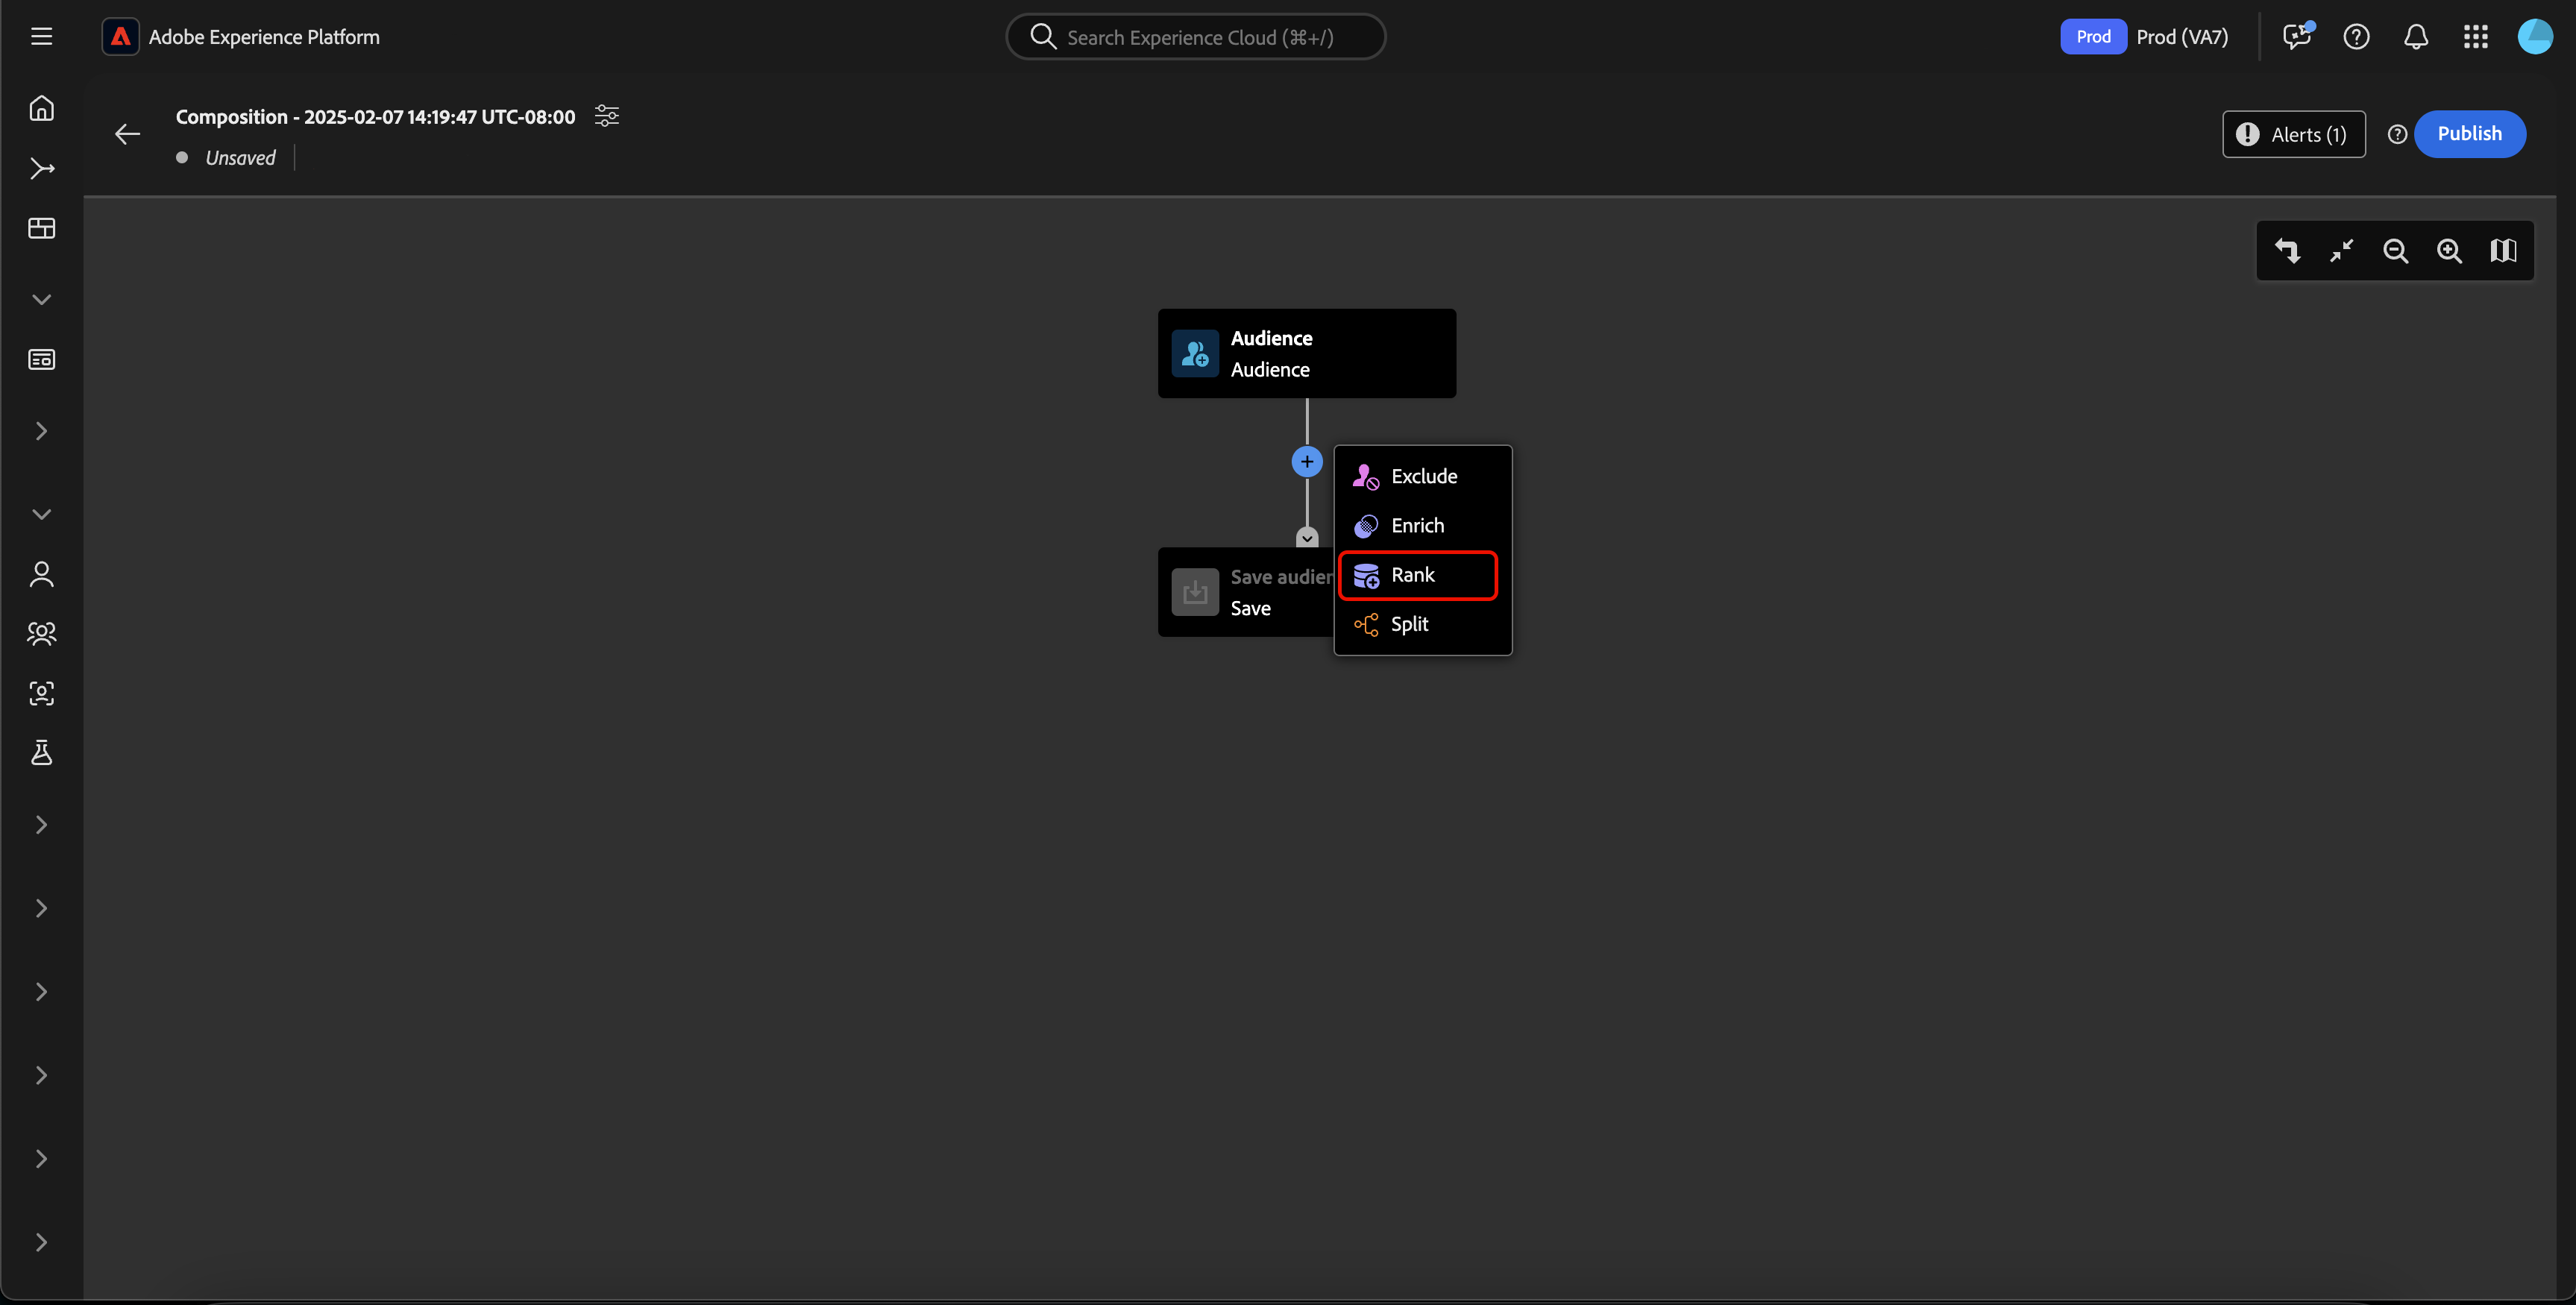 Adobe Experience Platform
Search Experience Cloud (⌘+/)
Prod
Prod (VA7)
Composition - 2025-02-07 14:19:47 UTC-08:00
Unsaved
Alerts (1)
Publish
Audience
Audience
Exclude
Enrich
Rank
Split
Save audien
Save